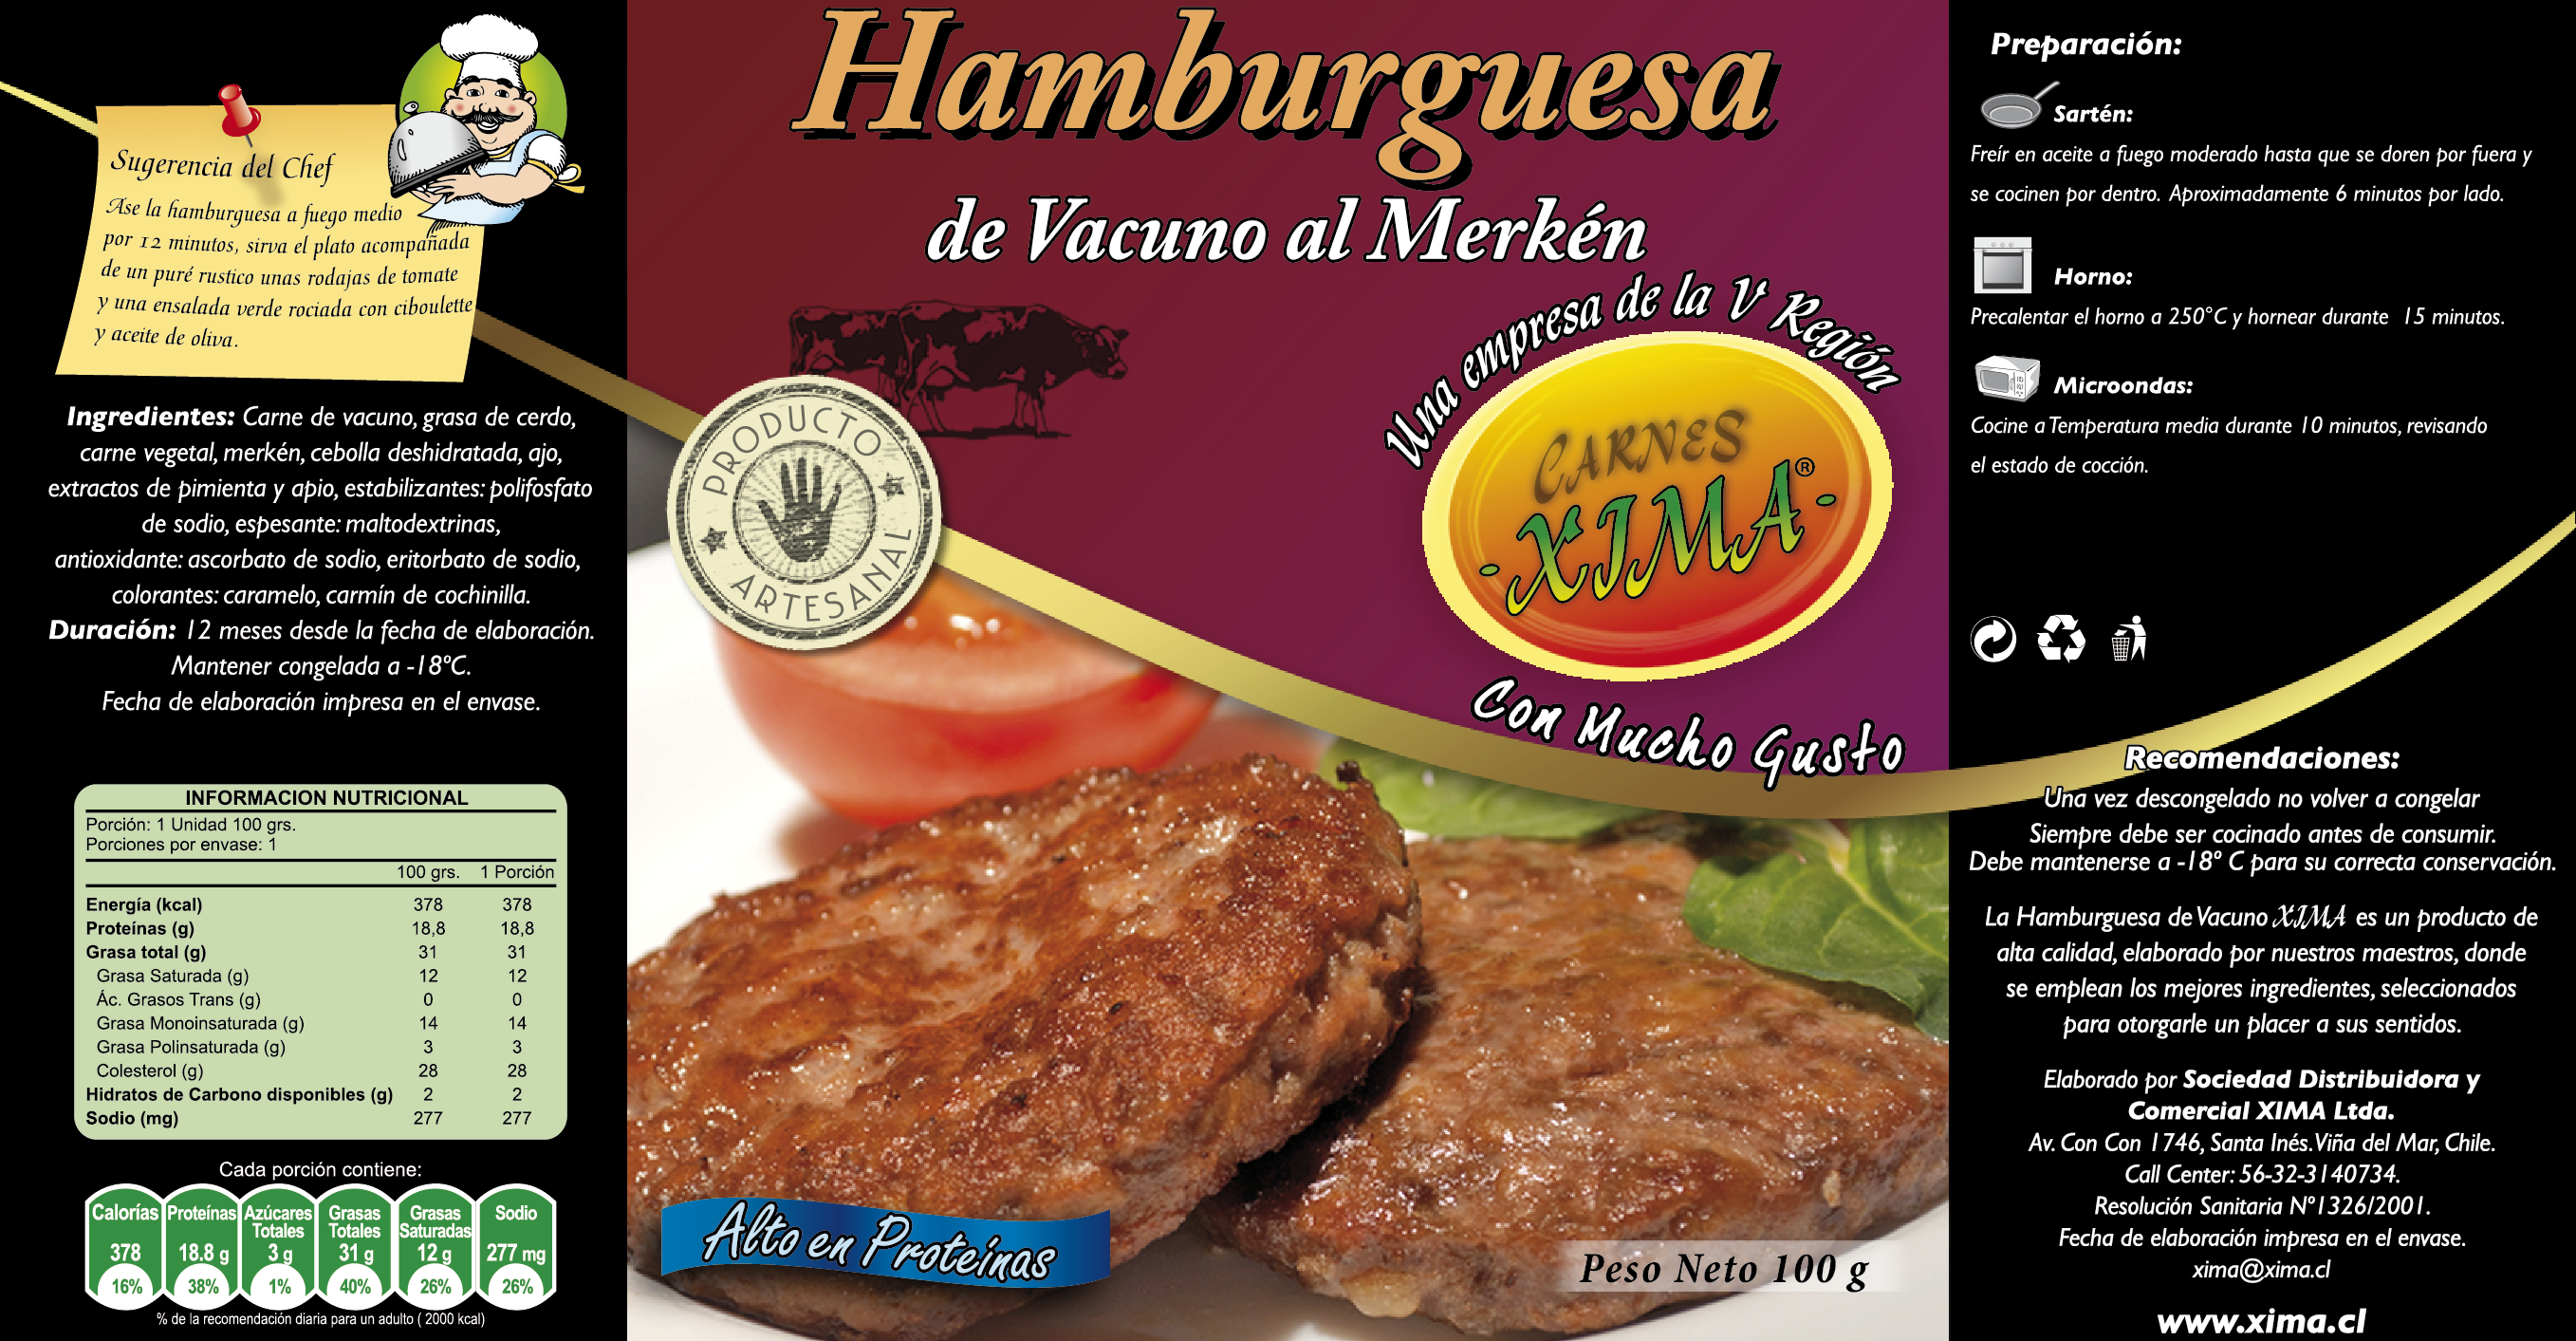 Sugerencia del Chef
Ase la hamburguesa a fuego medio
por 12 minutos, sirva el plato acompañada
de un puré rustico unas rodajas de tomate
y una ensalada verde rociada con ciboulette
y aceite de oliva.
Ingredientes: Carne de vacuno, grasa de cerdo,
carne vegetal, merkén, cebolla deshidratada, ajo,
extractos de pimienta y apio, estabilizantes: polifosfato
de sodio, espesante: maltodextrinas,
antioxidante: ascorbato de sodio, eritorbato de sodio,
colorantes: caramelo, carmín de cochinilla.
Duración: 12 meses desde la fecha de elaboración.
Mantener congelada a -18ºC.
Fecha de elaboración impresa en el envase.
INFORMACION NUTRICIONAL
Porción: 1 Unidad 100 grs.
Porciones por envase: 1
100 grs. 1 Porción
Energía (kcal) 378 378
Proteínas (g) 18,8 18,8
Grasa total (g) 31 31
Grasa Saturada (g) 12 12
Ác. Grasos Trans (g) 0 0
Grasa Monoinsaturada (g) 14 14
Grasa Polinsaturada (g) 3 3
Colesterol (g) 28 28
Hidratos de Carbono disponibles (g) 2 2
Sodio (mg) 277 277
Cada porción contiene:
Calorías 378 16%
Proteínas 18.8 g 38%
Azúcares Totales 3 g 1%
Grasas Totales 31 g 40%
Grasas Saturadas 12 g 26%
Sodio 277 mg 26%
% de la recomendación diaria para un adulto ( 2000 kcal)
Hamburguesa
de Vacuno al Merkén
PRODUCTO
ARTESANAL
Una empresa de la V Región
CARNES
XIMA®
Con Mucho Gusto
Alto en Proteínas
Peso Neto 100 g
Preparación:
Sartén:
Freír en aceite a fuego moderado hasta que se doren por fuera y
se cocinen por dentro. Aproximadamente 6 minutos por lado.
Horno:
Precalentar el horno a 250°C y hornear durante 15 minutos.
Microondas:
Cocine a Temperatura media durante 10 minutos, revisando
el estado de cocción.
Recomendaciones:
Una vez descongelado no volver a congelar
Siempre debe ser cocinado antes de consumir.
Debe mantenerse a -18º C para su correcta conservación.
La Hamburguesa de Vacuno XIMA es un producto de
alta calidad, elaborado por nuestros maestros, donde
se emplean los mejores ingredientes, seleccionados
para otorgarle un placer a sus sentidos.
Elaborado por Sociedad Distribuidora y
Comercial XIMA Ltda.
Av. Con Con 1746, Santa Inés. Viña del Mar, Chile.
Call Center: 56-32-3140734.
Resolución Sanitaria Nº1326/2001.
Fecha de elaboración impresa en el envase.
xima@xima.cl
www.xima.cl